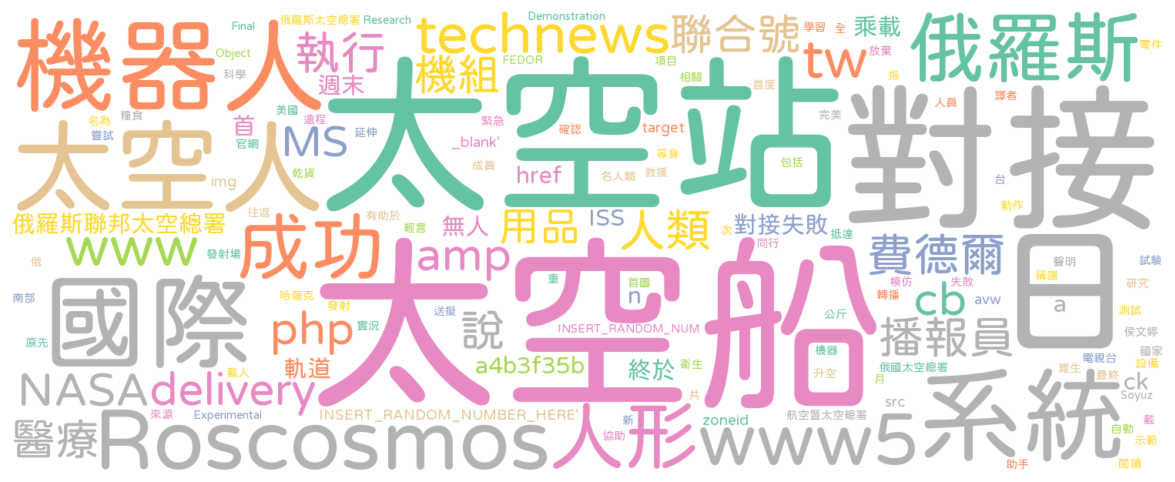 Final
俄羅斯太空總署
Research
Demonstration
學習
全
乘載
俄羅斯
零件
機器人
執行
technews
聯合號
tw
放棄
Object
科學
週末
機組
FEDOR
項目
相關
首度
指
譯者
太空站
對接
名為
糧食
美國
遠程
緊急
確認
target
完美
人員
太空人
嘗試
首
官網
MS
延伸
_blank'
等身
成員
href
名人類
救援
包括
img
乾貨
台
動作
俄羅斯聯邦太空總署
往返
有助於
輕言
無人
用品
ISS
人類
次
對接失敗
抵達
同行
www
發射場
成功
amp
費德爾
日
聲明
試驗
俄
哈薩克
發射
重
首圖
n
模仿
失敗
轉播
cb
avw
a
稱讚
研究
南部
國際
送擬
太空船
測試
php
實況
說
INSERT_RANDOM_NUM
公斤
播報員
侯文婷
原先
軌道
a4b3f35b
終於
衛生
機器
俄國太空總署
電視台
國家
設備
NASA
delivery
載人
升空
月
系統
維生
最終
ck
Soyuz
來源
Experimental
INSERT_RANDOM_NUMBER_HERE'
新
共
zoneid
航空暨太空總署
src
載
醫療
Roscosmos
人形
協助
www
5
自動
示範
助手
閱讀